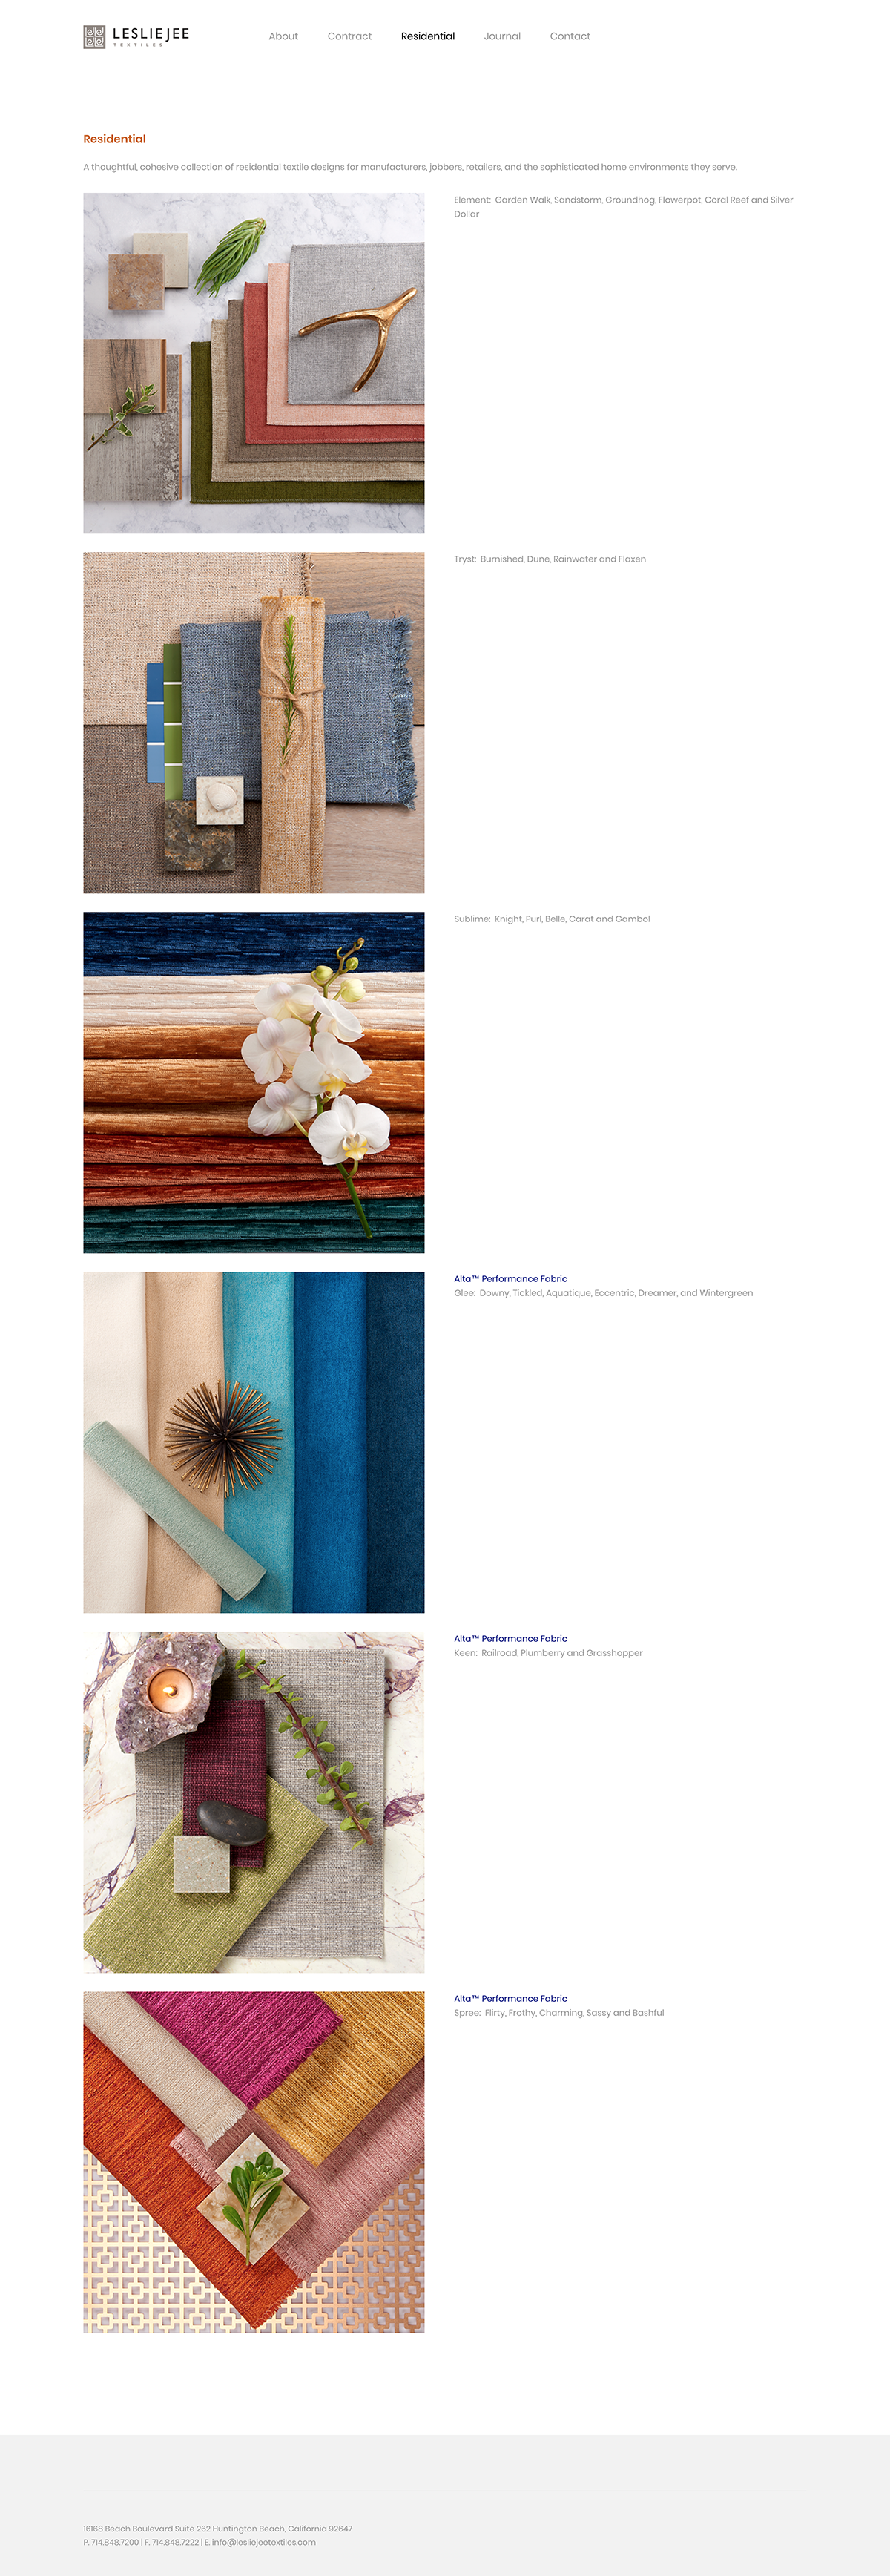 LESLIEJEE
TEXTILES
About Contract Residential Journal Contact
Residential
A thoughtful, cohesive collection of residential textile designs for manufacturers, jobbers, retailers, and the sophisticated home environments they serve.
Element: Garden Walk, Sandstorm, Groundhog, Flowerpot, Coral Reef and Silver
Dollar
Tryst: Burnished, Dune, Rainwater and Flaxen
Sublime: Knight, Purl, Belle, Carat and Gambol
Alta™ Performance Fabric
Glee: Downy, Tickled, Aquatique, Eccentric, Dreamer, and Wintergreen
Alta™ Performance Fabric
Keen: Railroad, Plumberry and Grasshopper
Alta™ Performance Fabric
Spree: Flirty, Frothy, Charming, Sassy and Bashful
16168 Beach Boulevard Suite 262 Huntington Beach, California 92647
P. 714.848.7200 | F. 714.848.7222 | E. info@lesliejeetextiles.com